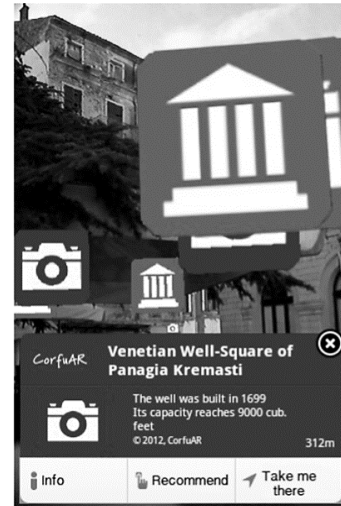 CorfuAR
Venetian Well-Square of
Panagia Kremasti
The well was built in 1699
Its capacity reaches 9000 cub.
feet
© 2012, CorfuAR
312m
Info
Recommend
Take me
there